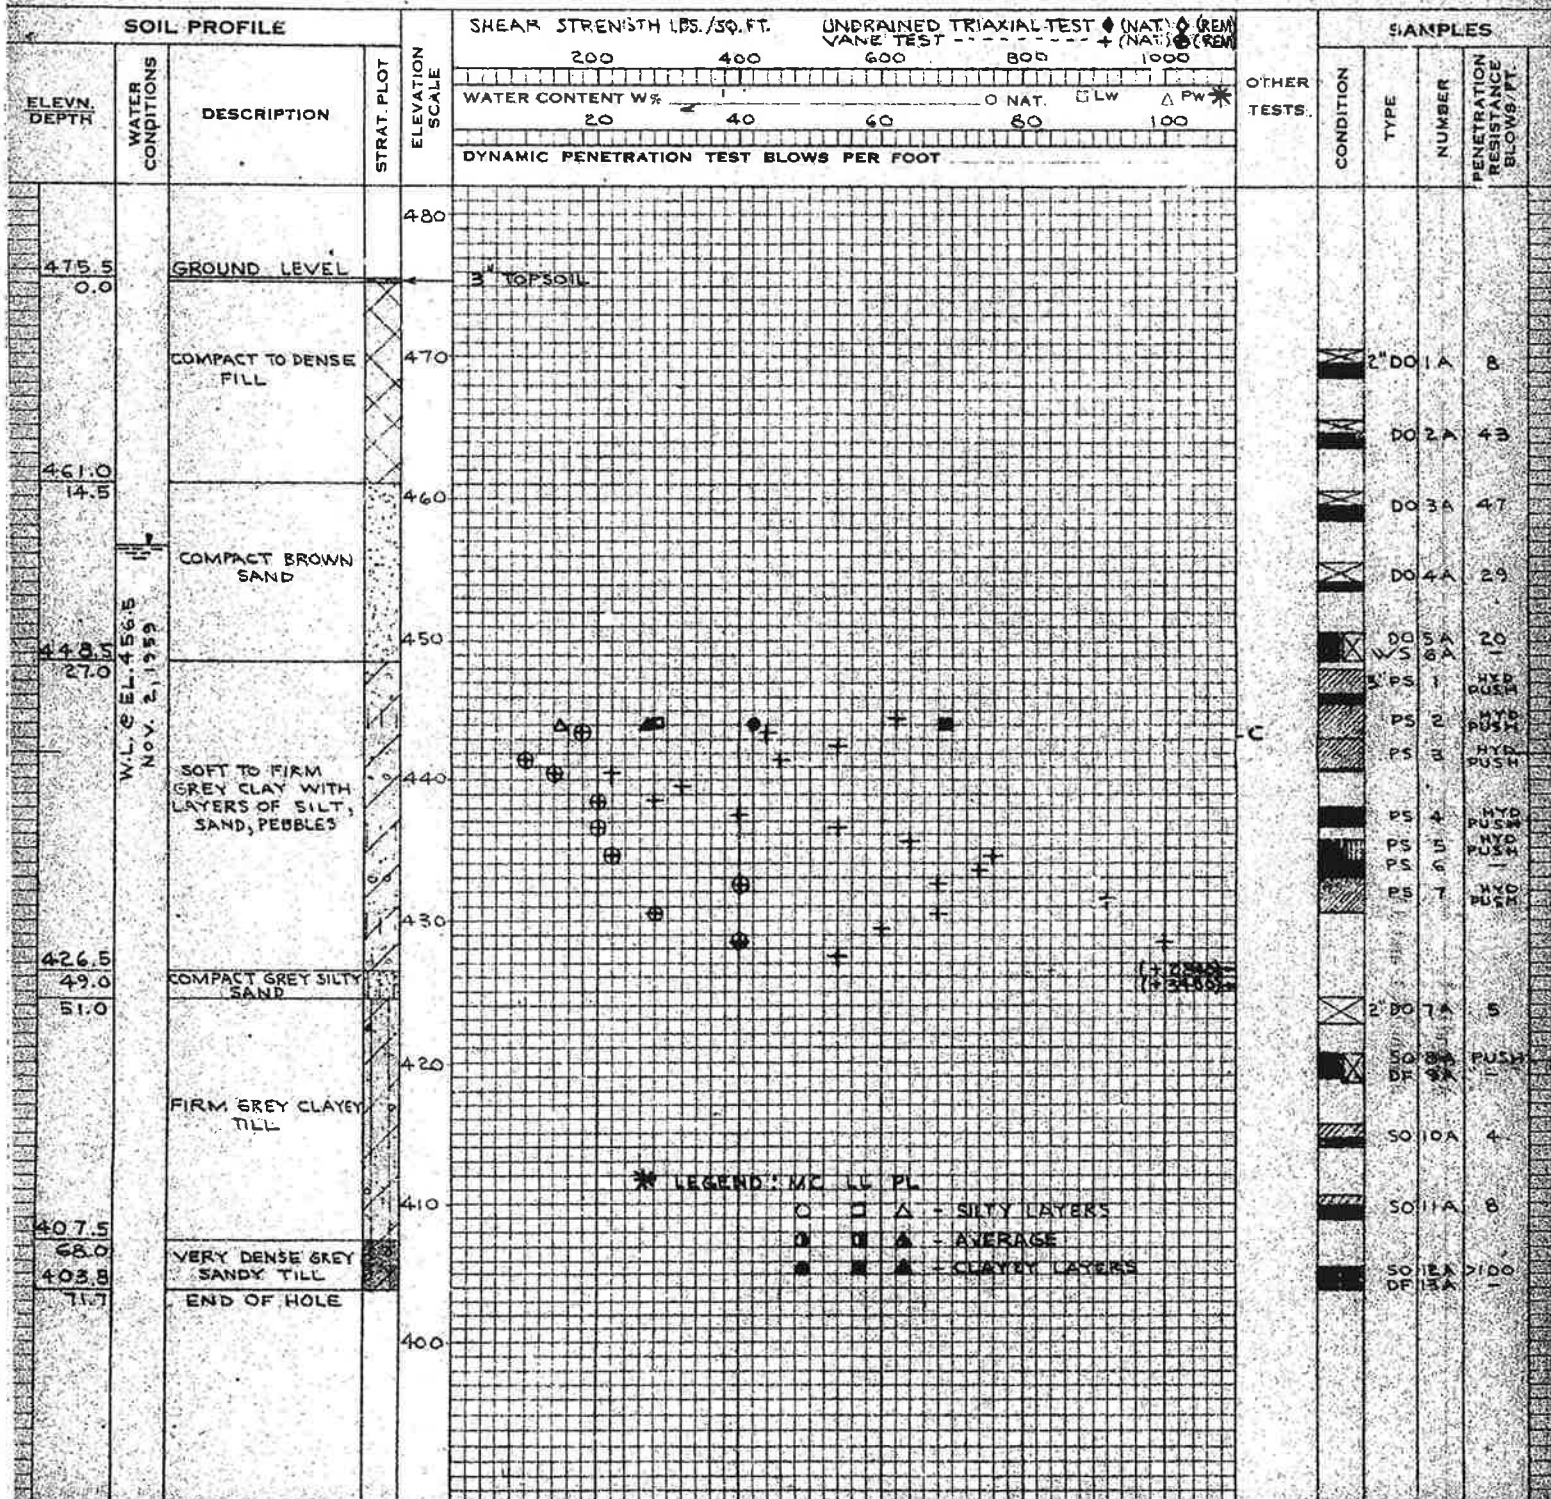 SOIL PROFILE
ELEVN. DEPTH
WATER CONDITIONS
DESCRIPTION
STRAT. PLOT
ELEVATION SCALE
SHEAR STRENGTH LBS./SQ.FT.
UNDRAINED TRIAXIAL TEST (NAT.) (REM)
VANE TEST - - - - - - - - - + (NAT.) ⊕ (REM)
200 400 600 800 1000
WATER CONTENT W% O NAT. □ LW △ PW ✱
20 40 60 80 100
DYNAMIC PENETRATION TEST BLOWS PER FOOT
OTHER TESTS.
SAMPLES
CONDITION
TYPE
NUMBER
PENETRATION RESISTANCE BLOWS/FT.
480
475.5
0.0
GROUND LEVEL
3" TOPSOIL
COMPACT TO DENSE
FILL
470
2" DO 1A 8
DO 2A 43
461.0
14.5
460
DO 3A 47
COMPACT BROWN
SAND
DO 4A 29
W.L. @ EL. 456.5
NOV. 2, 1959
450
448.5
27.0
DO 5A 20
WS 6A -
3" PS 1 HYD PUSH
PS 2 HYD PUSH
C
PS 3 HYD PUSH
SOFT TO FIRM
GREY CLAY WITH
LAYERS OF SILT,
SAND, PEBBLES
440
PS 4 HYD PUSH
PS 5 HYD PUSH
PS 6 -
PS 7 HYD PUSH
430
426.5
49.0
COMPACT GREY SILTY
SAND
51.0
2" DO 7A 5
420
SO 8A PUSH
DF 9A -
FIRM GREY CLAYEY
TILL
SO 10A 4
✱ LEGEND: MC LL PL
410
○ □ △ - SILTY LAYERS
- AVERAGE
● ■ ▲ - CLAYEY LAYERS
SO 11A 8
407.5
68.0
VERY DENSE GREY
SANDY TILL
403.8
71.7
SO 12A >100
DF 13A -
END OF HOLE
400